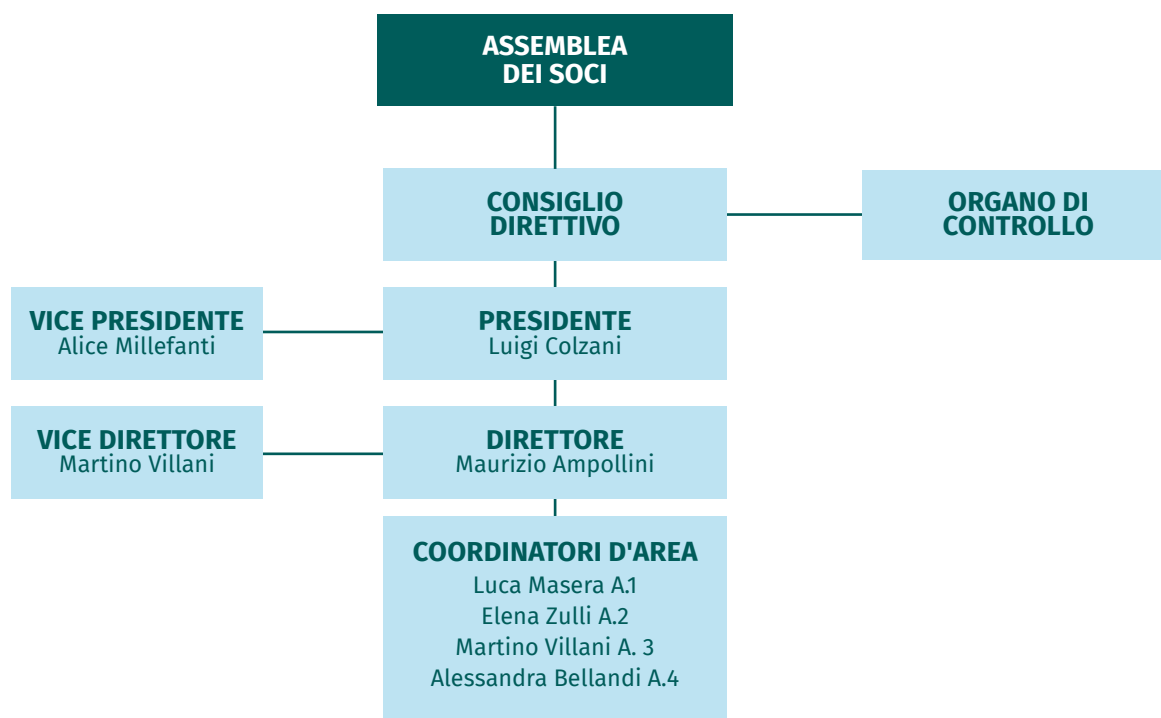 ASSEMBLEA
DEI SOCI
CONSIGLIO
DIRETTIVO
ORGANO DI
CONTROLLO
VICE PRESIDENTE
Alice Millefanti
PRESIDENTE
Luigi Colzani
VICE DIRETTORE
Martino Villani
DIRETTORE
Maurizio Ampollini
COORDINATORI D'AREA
Luca Masera A.1
Elena Zulli A.2
Martino Villani A. 3
Alessandra Bellandi A.4